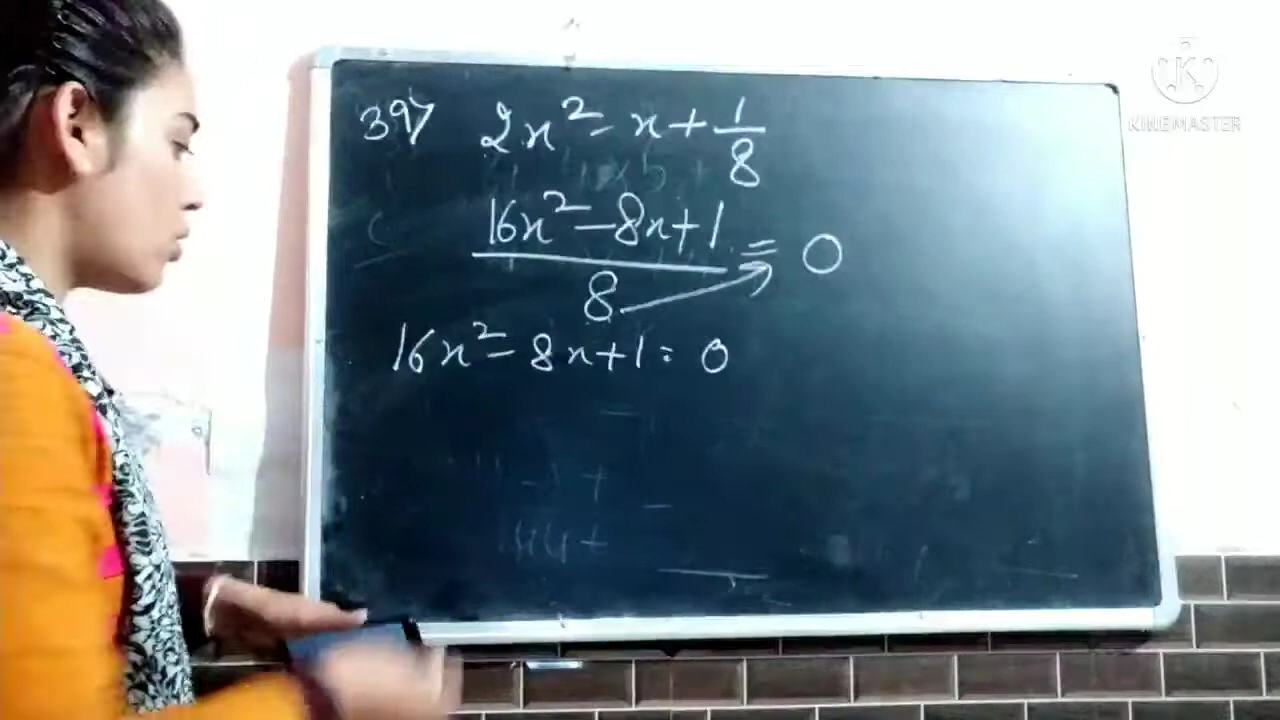 39) 2x² - x + 1/8
16x² - 8x + 1 / 8 = 0
16x² - 8x + 1 = 0
KINEMASTER